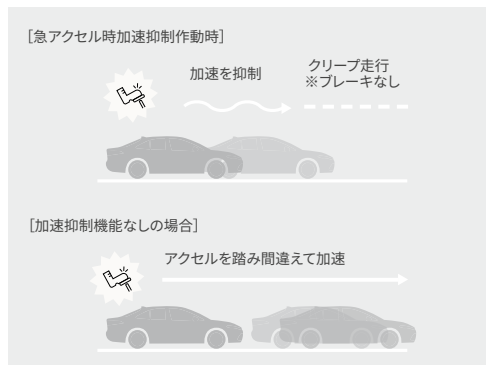 [急アクセル時加速抑制作動時]
加速を抑制
クリープ走行
※ブレーキなし
[加速抑制機能なしの場合]
アクセルを踏み間違えて加速